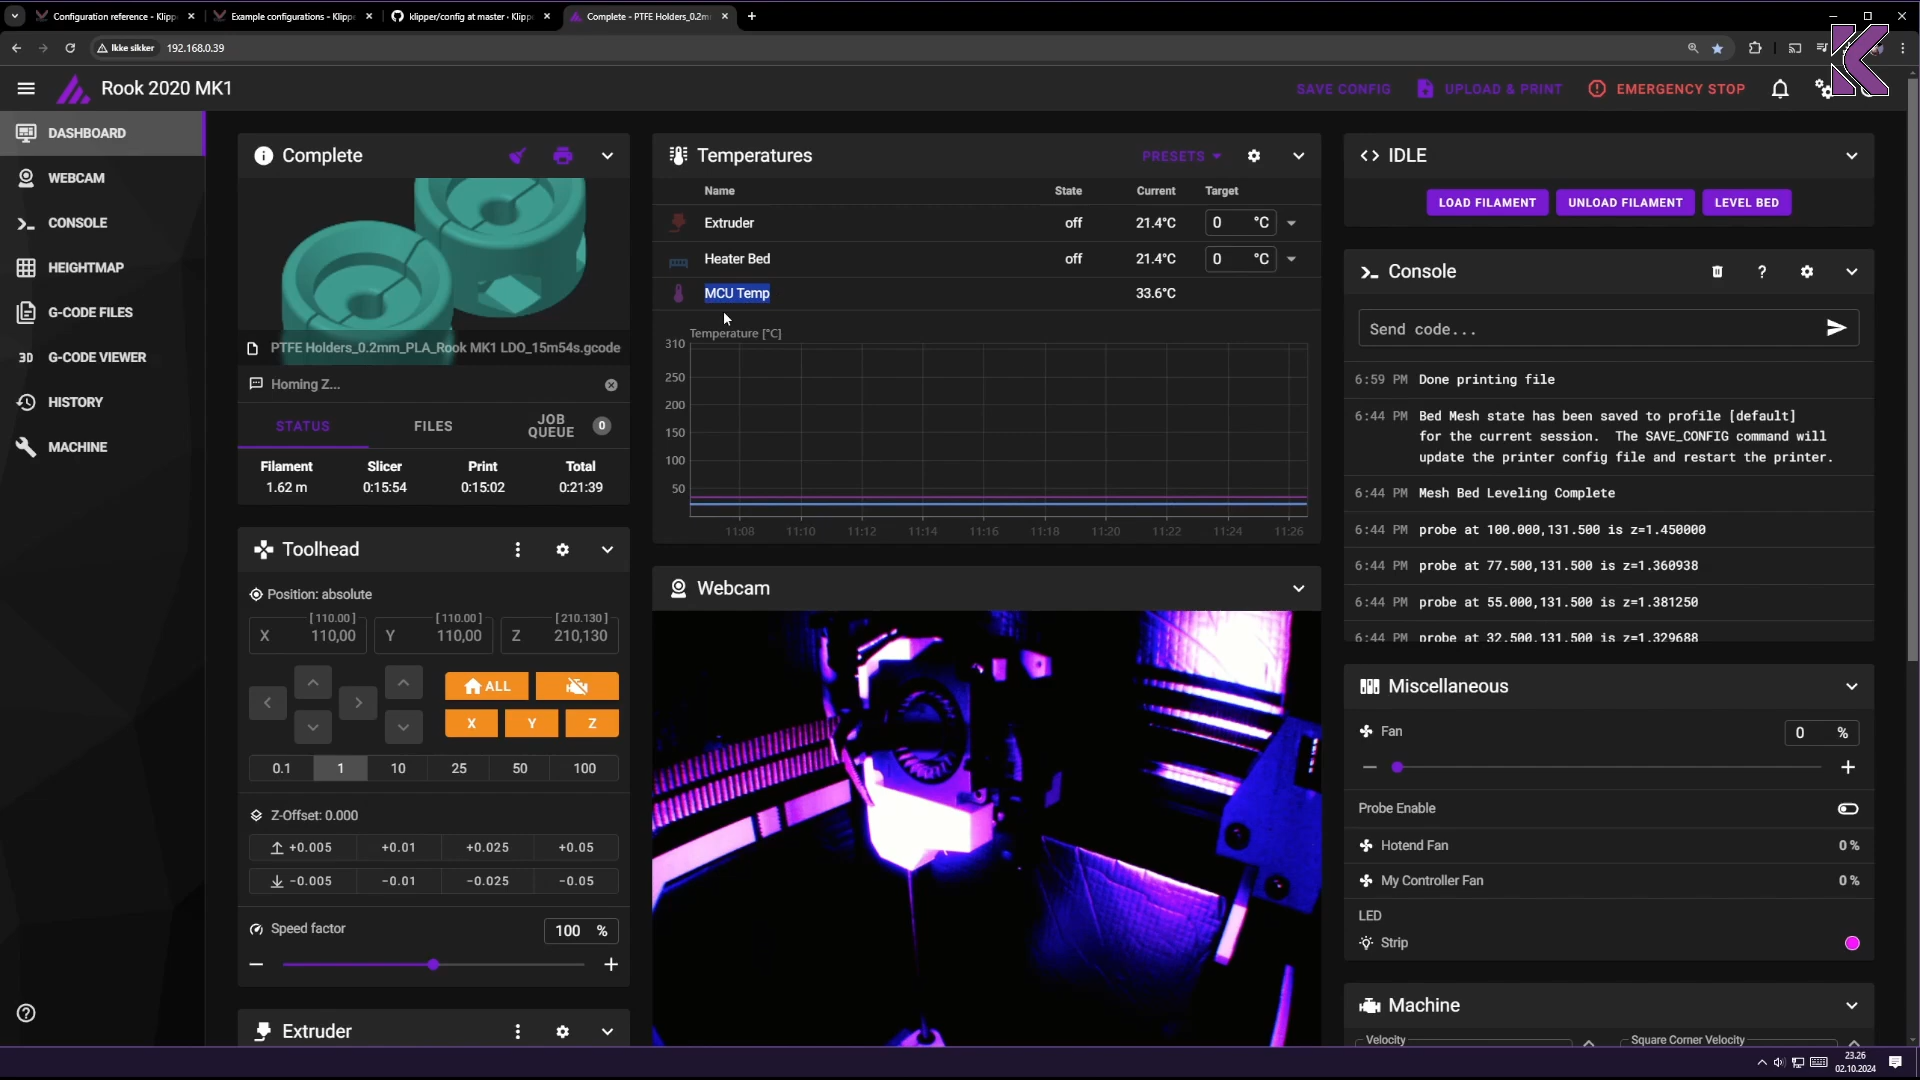 Configuration reference - Klipp
Example configurations - Klipp
klipper/config at master · Klipp
Complete - PTFE Holders_0.2m
Ikke sikker
192.168.0.39
Rook 2020 MK1
SAVE CONFIG
UPLOAD & PRINT
EMERGENCY STOP
DASHBOARD
WEBCAM
CONSOLE
HEIGHTMAP
G-CODE FILES
3D G-CODE VIEWER
HISTORY
MACHINE
Complete
PTFE Holders_0.2mm_PLA_Rook MK1 LDO_15m54s.gcode
Homing Z...
STATUS
FILES
JOB QUEUE 0
Filament Slicer Print Total
1.62 m 0:15:54 0:15:02 0:21:39
Toolhead
Position: absolute
[110.00] [110.00] [210.130]
X 110,00 Y 110,00 Z 210,130
ALL
X Y Z
0.1 1 10 25 50 100
Z-Offset: 0.000
+0.005 +0.01 +0.025 +0.05
-0.005 -0.01 -0.025 -0.05
Speed factor 100 %
Extruder
Temperatures
PRESETS
Name State Current Target
Extruder off 21.4°C 0 °C
Heater Bed off 21.4°C 0 °C
MCU Temp 33.6°C
Temperature [°C]
310
250
200
150
100
50
11:08 11:10 11:12 11:14 11:16 11:18 11:20 11:22 11:24 11:26
Webcam
IDLE
LOAD FILAMENT
UNLOAD FILAMENT
LEVEL BED
Console
Send code...
6:59 PM Done printing file
6:44 PM Bed Mesh state has been saved to profile [default]
for the current session. The SAVE_CONFIG command will
update the printer config file and restart the printer.
6:44 PM Mesh Bed Leveling Complete
6:44 PM probe at 100.000,131.500 is z=1.450000
6:44 PM probe at 77.500,131.500 is z=1.360938
6:44 PM probe at 55.000,131.500 is z=1.381250
6:44 PM probe at 32.500,131.500 is z=1.329688
Miscellaneous
Fan 0 %
Probe Enable
Hotend Fan 0 %
My Controller Fan 0 %
LED
Strip
Machine
Velocity Square Corner Velocity
23.26
02.10.2024
K